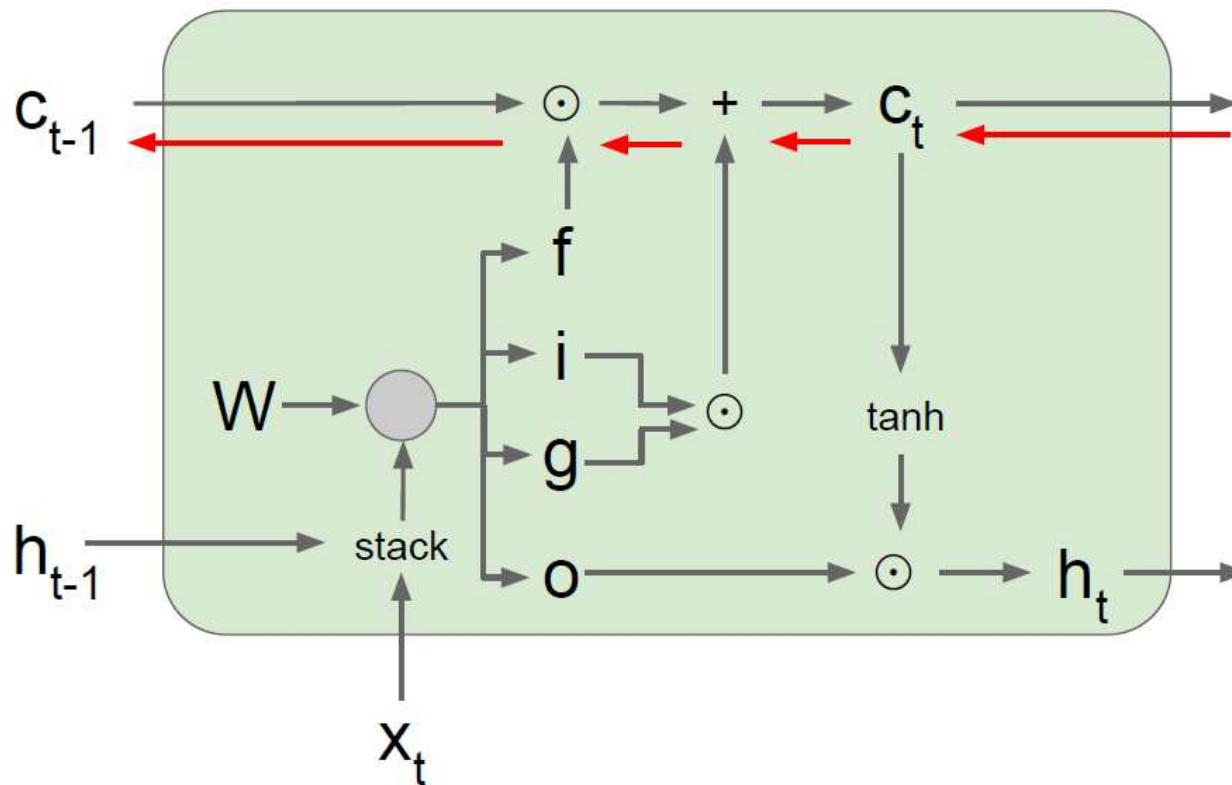 c_{t-1} ⊙ + c_t
f
i
W ⊙ tanh
g
h_{t-1} stack
o ⊙ h_t
x_t